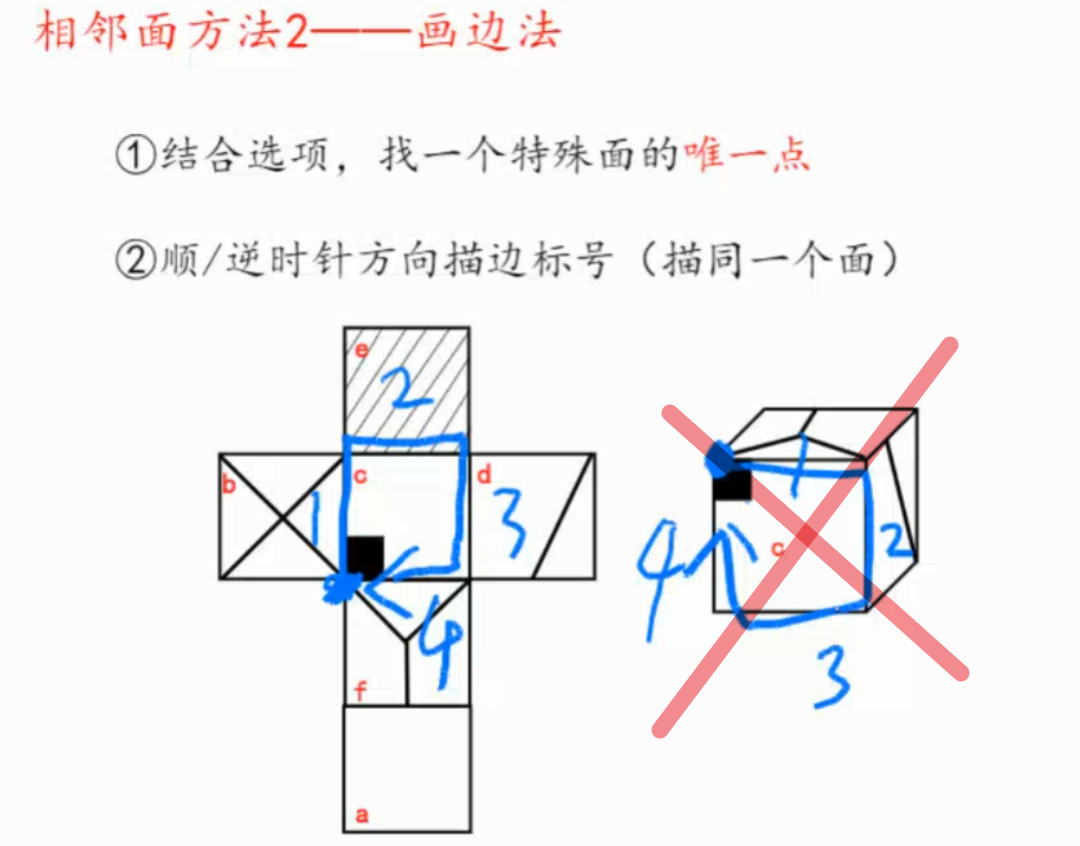 相邻面方法2——画边法
①结合选项，找一个特殊面的唯一点
②顺/逆时针方向描边标号（描同一个面）
e
2
b
1
c
d
3
4
f
a
1
4
c
2
3